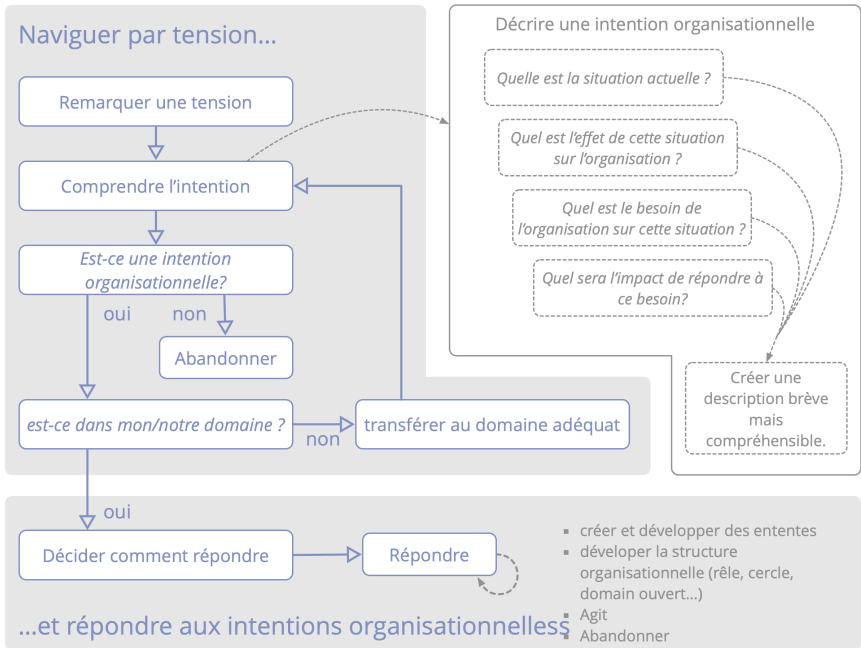 Naviguer par tension...
Remarquer une tension
Comprendre l'intention
Est-ce une intention
organisationnelle?
oui
non
Abandonner
est-ce dans mon/notre domaine ?
non
transférer au domaine adéquat
Décrire une intention organisationnelle
Quelle est la situation actuelle ?
Quel est l'effet de cette situation
sur l'organisation ?
Quel est le besoin de
l'organisation sur cette situation ?
Quel sera l'impact de répondre à
ce besoin?
Créer une
description brève
mais
compréhensible.
oui
Décider comment répondre
Répondre
▪ créer et développer des ententes
▪ déveloper la structure
organisationnelle (rêle, cercle,
domain ouvert...)
▪ Agit
▪ Abandonner
...et répondre aux intentions organisationnelless